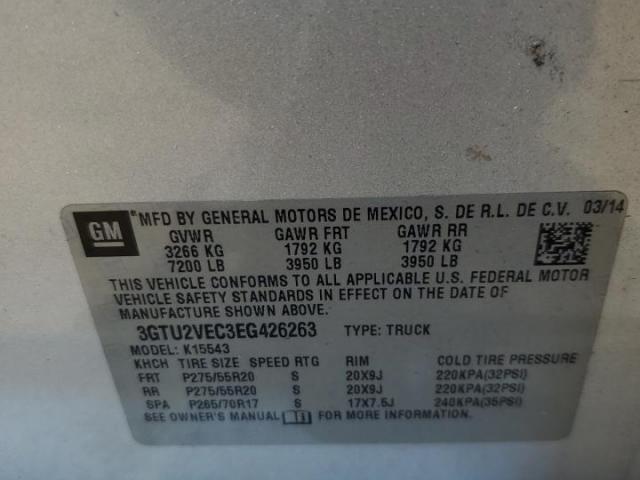 GM ®MFD BY GENERAL MOTORS DE MEXICO, S. DE R.L. DE C.V. 03/14
GVWR GAWR FRT GAWR RR
3266 KG 1792 KG 1792 KG
7200 LB 3950 LB 3950 LB
THIS VEHICLE CONFORMS TO ALL APPLICABLE U.S. FEDERAL MOTOR
VEHICLE SAFETY STANDARDS IN EFFECT ON THE DATE OF
MANUFACTURE SHOWN ABOVE.
3GTU2VEC3EG426263 TYPE: TRUCK
MODEL: K15543
KHCH TIRE SIZE SPEED RTG RIM COLD TIRE PRESSURE
FRT P275/55R20 S 20X9J 220KPA(32PSI)
RR P275/55R20 S 20X9J 220KPA(32PSI)
SPA P265/70R17 S 17X7.5J 240KPA(35PSI)
SEE OWNER'S MANUAL FOR MORE INFORMATION.